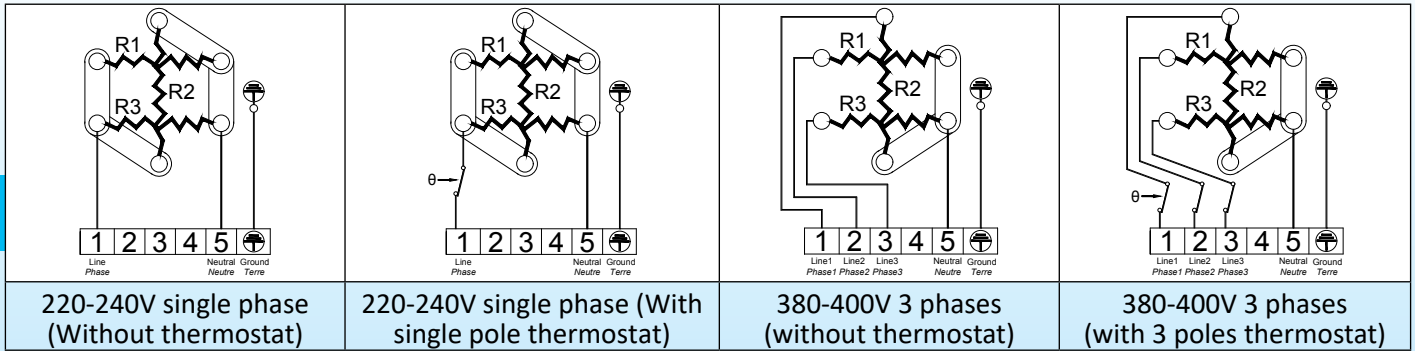 R1
R2
R3
1 2 3 4 5
Line Neutral Ground
Phase Neutre Terre
220-240V single phase
(Without thermostat)
R1
R2
R3
θ
1 2 3 4 5
Line Neutral Ground
Phase Neutre Terre
220-240V single phase (With
single pole thermostat)
R1
R2
R3
1 2 3 4 5
Line1 Line2 Line3 Neutral Ground
Phase1 Phase2 Phase3 Neutre Terre
380-400V 3 phases
(without thermostat)
R1
R2
R3
θ
1 2 3 4 5
Line1 Line2 Line3 Neutral Ground
Phase1 Phase2 Phase3 Neutre Terre
380-400V 3 phases
(with 3 poles thermostat)